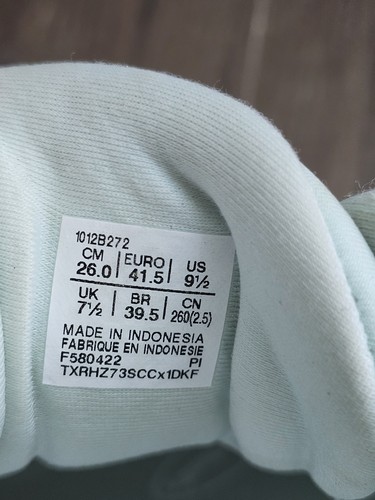 1012B272
CM EURO US
26.0 41.5 9½
UK BR CN
7½ 39.5 260(2.5)
MADE IN INDONESIA
FABRIQUE EN INDONESIE
F580422 PI
TXRHZ73SCCx1DKF